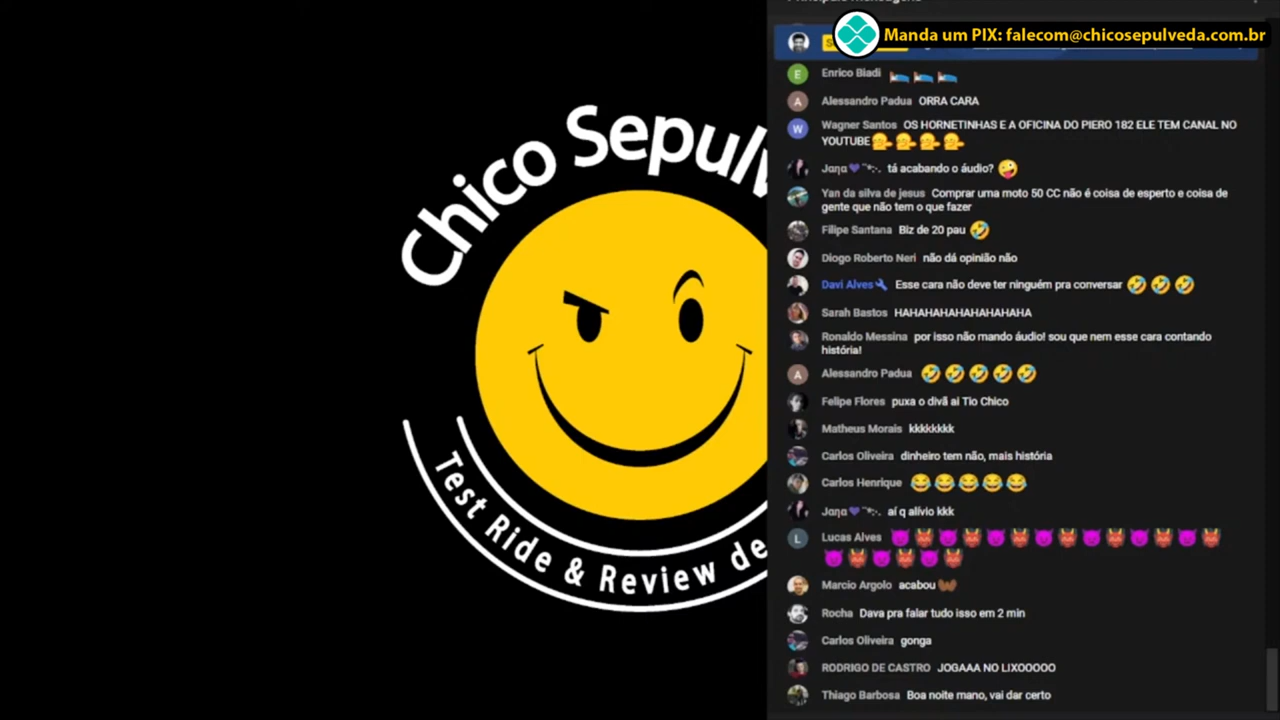 Manda um PIX: falecom@chicosepulveda.com.br
Chico Sepulv
Test Ride & Review de
Enrico Biadi
Alessandro Padua ORRA CARA
Wagner Santos OS HORNETINHAS E A OFICINA DO PIERO 182 ELE TEM CANAL NO
YOUTUBE
Jαɳα tá acabando o áudio?
Yan da silva de jesus Comprar uma moto 50 CC não é coisa de esperto e coisa de
gente que não tem o que fazer
Filipe Santana Biz de 20 pau
Diogo Roberto Neri não dá opinião não
Davi Alves Esse cara não deve ter ninguém pra conversar
Sarah Bastos HAHAHAHAHAHAHAHAHA
Ronaldo Messina por isso não mando áudio! sou que nem esse cara contando
história!
Alessandro Padua
Felipe Flores puxa o divã ai Tio Chico
Matheus Morais kkkkkkkk
Carlos Oliveira dinheiro tem não, mais história
Carlos Henrique
Jαɳα aí q alívio kkk
Lucas Alves
Marcio Argolo acabou
Rocha Dava pra falar tudo isso em 2 min
Carlos Oliveira gonga
RODRIGO DE CASTRO JOGAAA NO LIXOOOOO
Thiago Barbosa Boa noite mano, vai dar certo